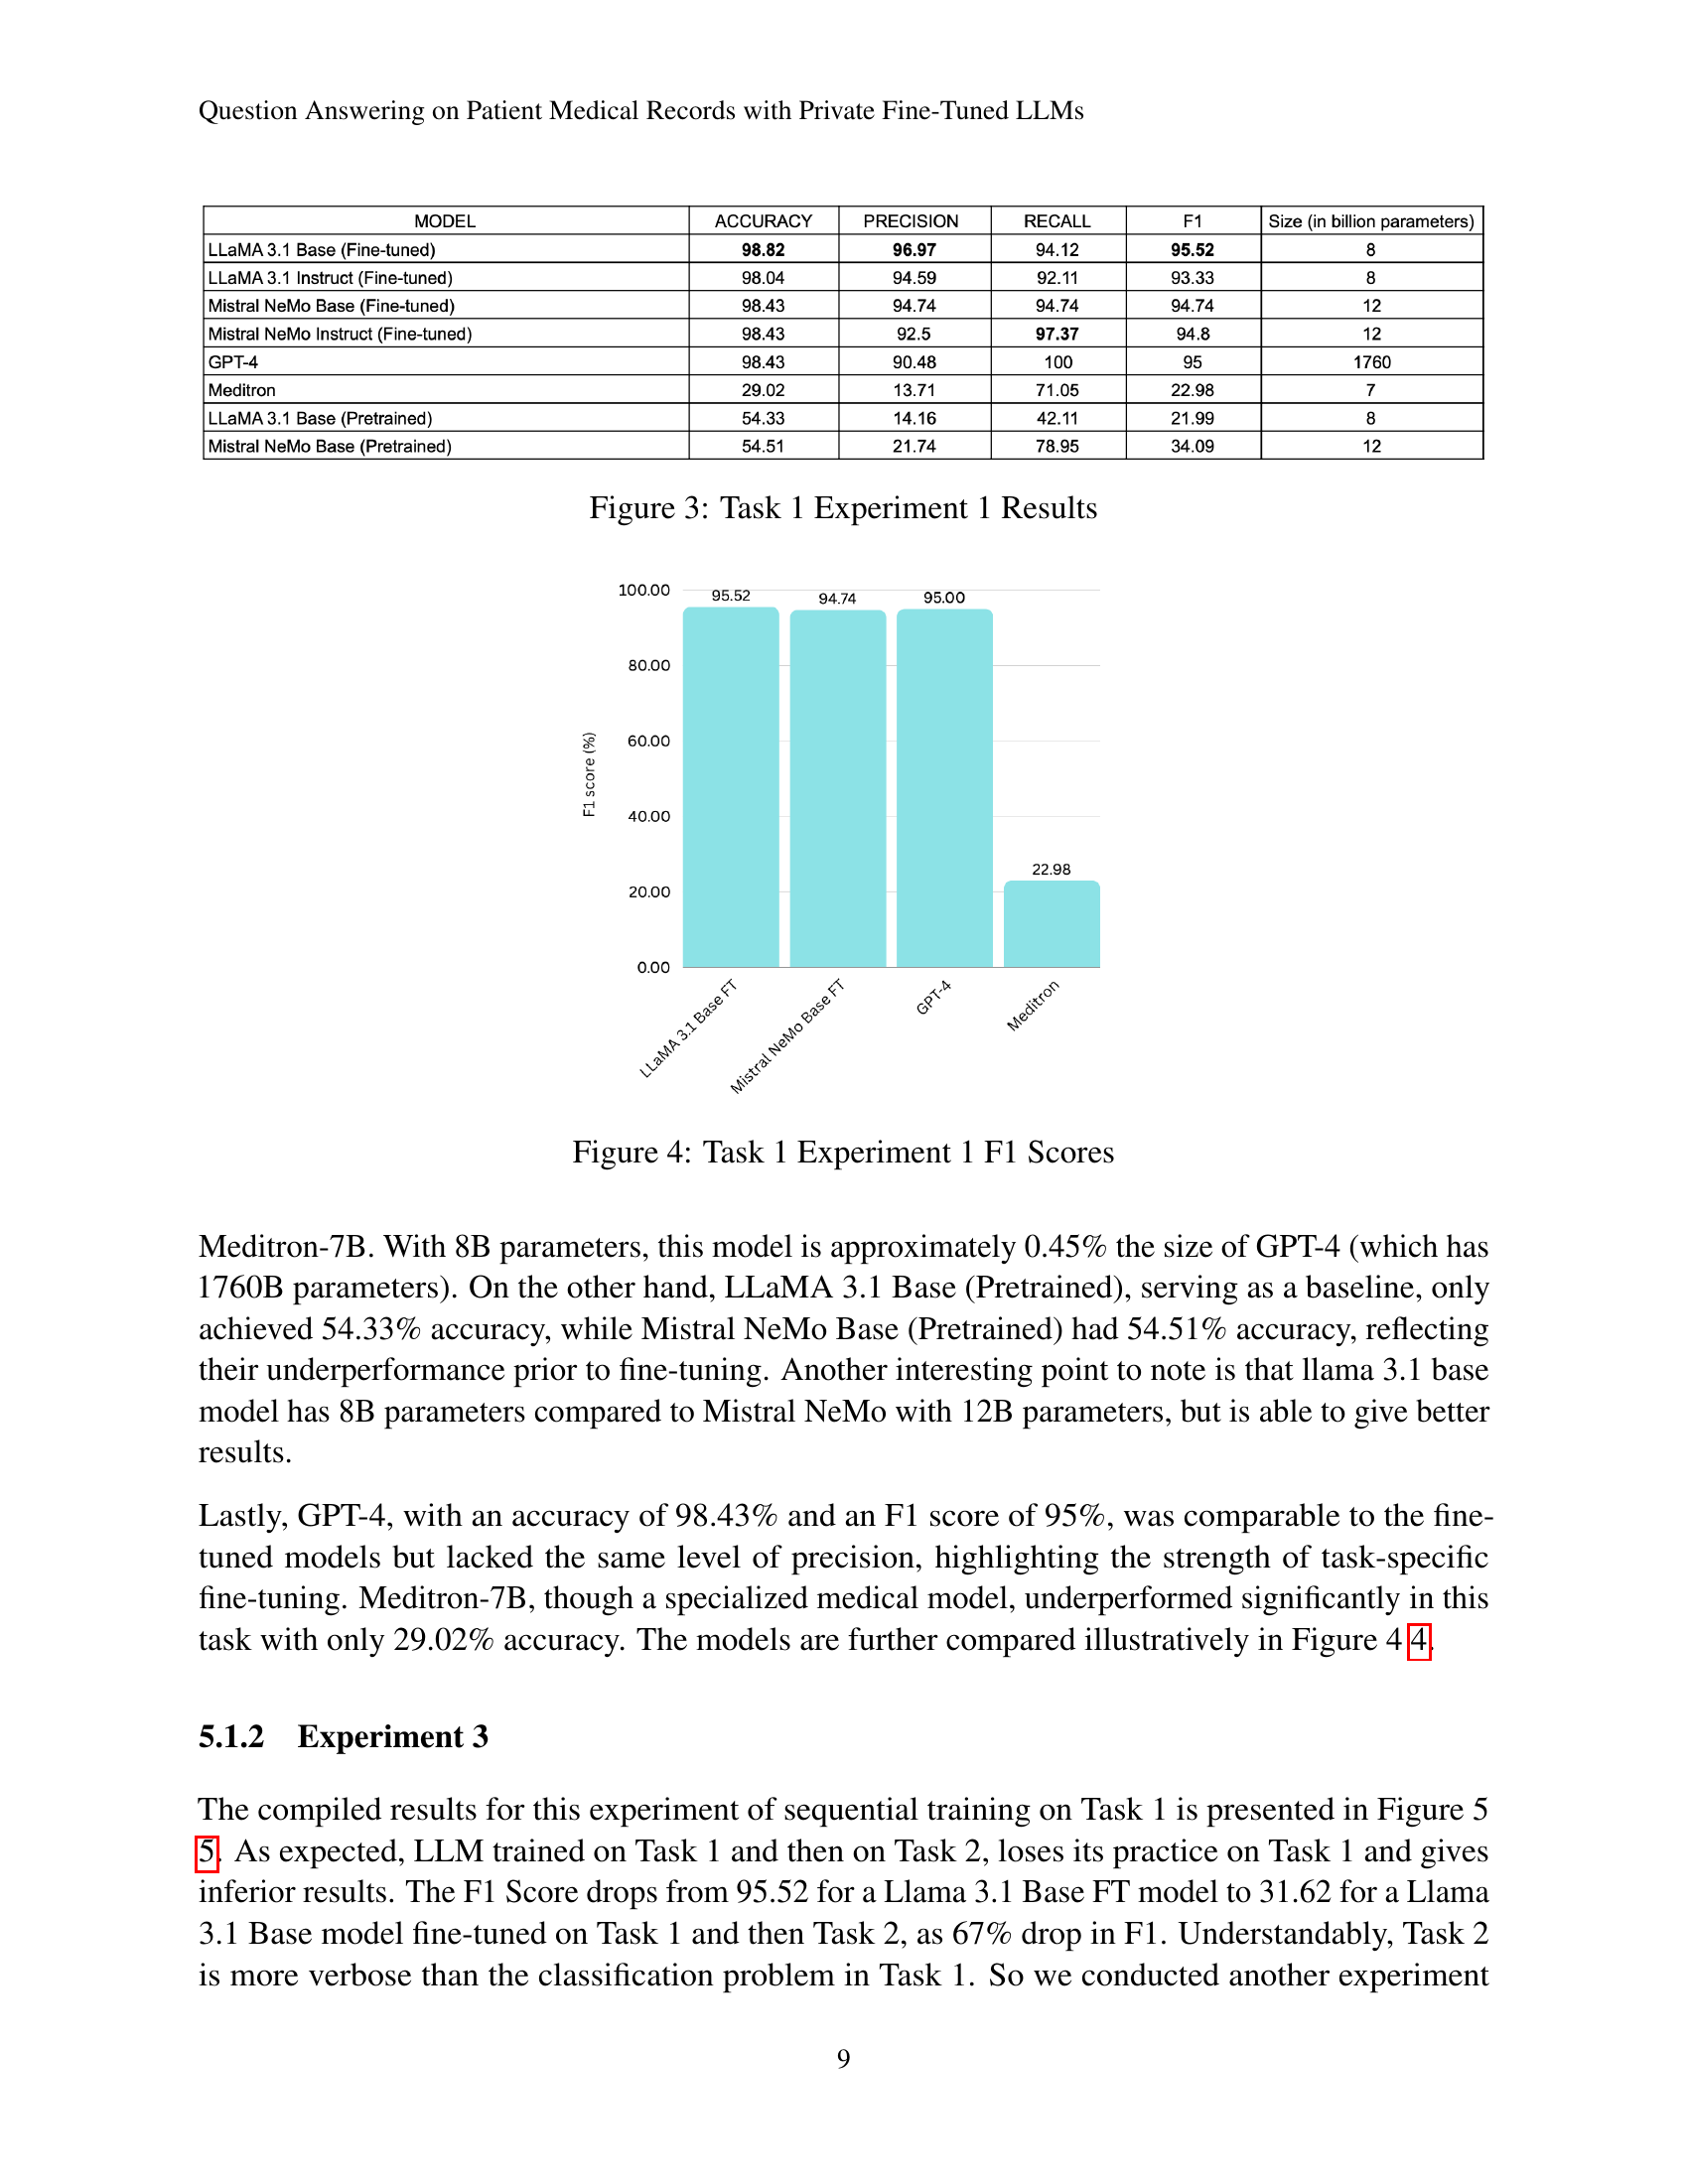 Question Answering on Patient Medical Records with Private Fine-Tuned LLMs
MODEL ACCURACY PRECISION RECALL F1 Size (in billion parameters)
LLaMA 3.1 Base (Fine-tuned) 98.82 96.97 94.12 95.52 8
LLaMA 3.1 Instruct (Fine-tuned) 98.04 94.59 92.11 93.33 8
Mistral NeMo Base (Fine-tuned) 98.43 94.74 94.74 94.74 12
Mistral NeMo Instruct (Fine-tuned) 98.43 92.5 97.37 94.8 12
GPT-4 98.43 90.48 100 95 1760
Meditron 29.02 13.71 71.05 22.98 7
LLaMA 3.1 Base (Pretrained) 54.33 14.16 42.11 21.99 8
Mistral NeMo Base (Pretrained) 54.51 21.74 78.95 34.09 12
Figure 3: Task 1 Experiment 1 Results
F1 score (%)
100.00
80.00
60.00
40.00
20.00
0.00
95.52
94.74
95.00
22.98
LLaMA 3.1 Base FT
Mistral NeMo Base FT
GPT-4
Meditron
Figure 4: Task 1 Experiment 1 F1 Scores
Meditron-7B. With 8B parameters, this model is approximately 0.45% the size of GPT-4 (which has
1760B parameters). On the other hand, LLaMA 3.1 Base (Pretrained), serving as a baseline, only
achieved 54.33% accuracy, while Mistral NeMo Base (Pretrained) had 54.51% accuracy, reflecting
their underperformance prior to fine-tuning. Another interesting point to note is that llama 3.1 base
model has 8B parameters compared to Mistral NeMo with 12B parameters, but is able to give better
results.
Lastly, GPT-4, with an accuracy of 98.43% and an F1 score of 95%, was comparable to the fine-
tuned models but lacked the same level of precision, highlighting the strength of task-specific
fine-tuning. Meditron-7B, though a specialized medical model, underperformed significantly in this
task with only 29.02% accuracy. The models are further compared illustratively in Figure 4 4.
5.1.2 Experiment 3
The compiled results for this experiment of sequential training on Task 1 is presented in Figure 5
5. As expected, LLM trained on Task 1 and then on Task 2, loses its practice on Task 1 and gives
inferior results. The F1 Score drops from 95.52 for a Llama 3.1 Base FT model to 31.62 for a Llama
3.1 Base model fine-tuned on Task 1 and then Task 2, as 67% drop in F1. Understandably, Task 2
is more verbose than the classification problem in Task 1. So we conducted another experiment
9